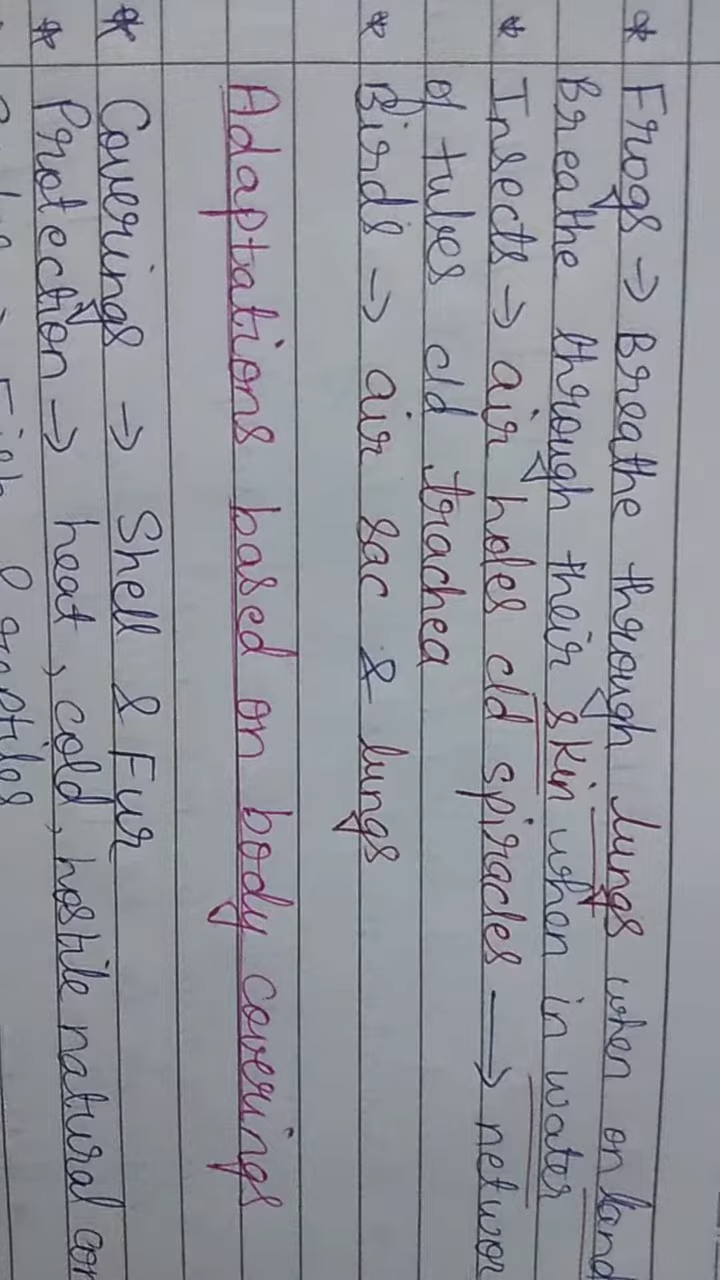 * Frogs → Breathe through lungs when on land
Breathe through their skin when in water
* Insects → air holes cld spiracles → networ
of tubes cld trachea
* Birds → air sac & lungs
Adaptations based on body coverings
* Coverings → Shell & Fur
* Protection → heat, cold, hostile natural con